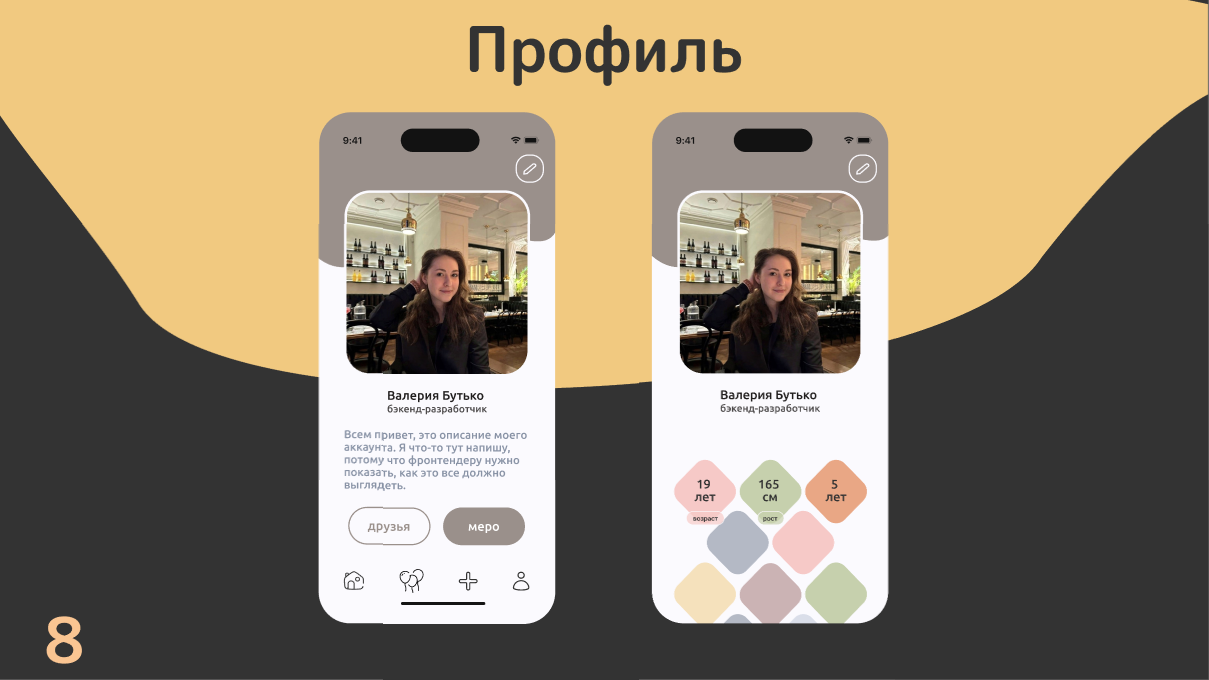 Профиль
9:41
Валерия Бутько
бэкенд-разработчик
Всем привет, это описание моего
аккаунта. Я что-то тут напишу,
потому что фронтендеру нужно
показать, как это все должно
выглядеть.
друзья
меро
9:41
Валерия Бутько
бэкенд-разработчик
19
лет
возраст
165
см
рост
5
лет
8